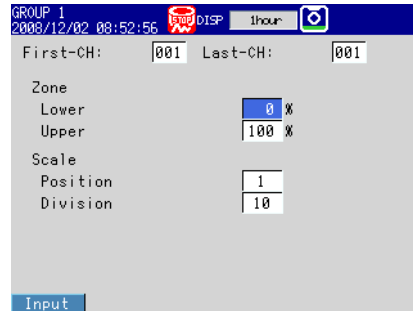 GROUP 1
2008/12/02 08:52:56 STOP DISP 1hour
First-CH: 001 Last-CH: 001
Zone
Lower 0 %
Upper 100 %
Scale
Position 1
Division 10
Input